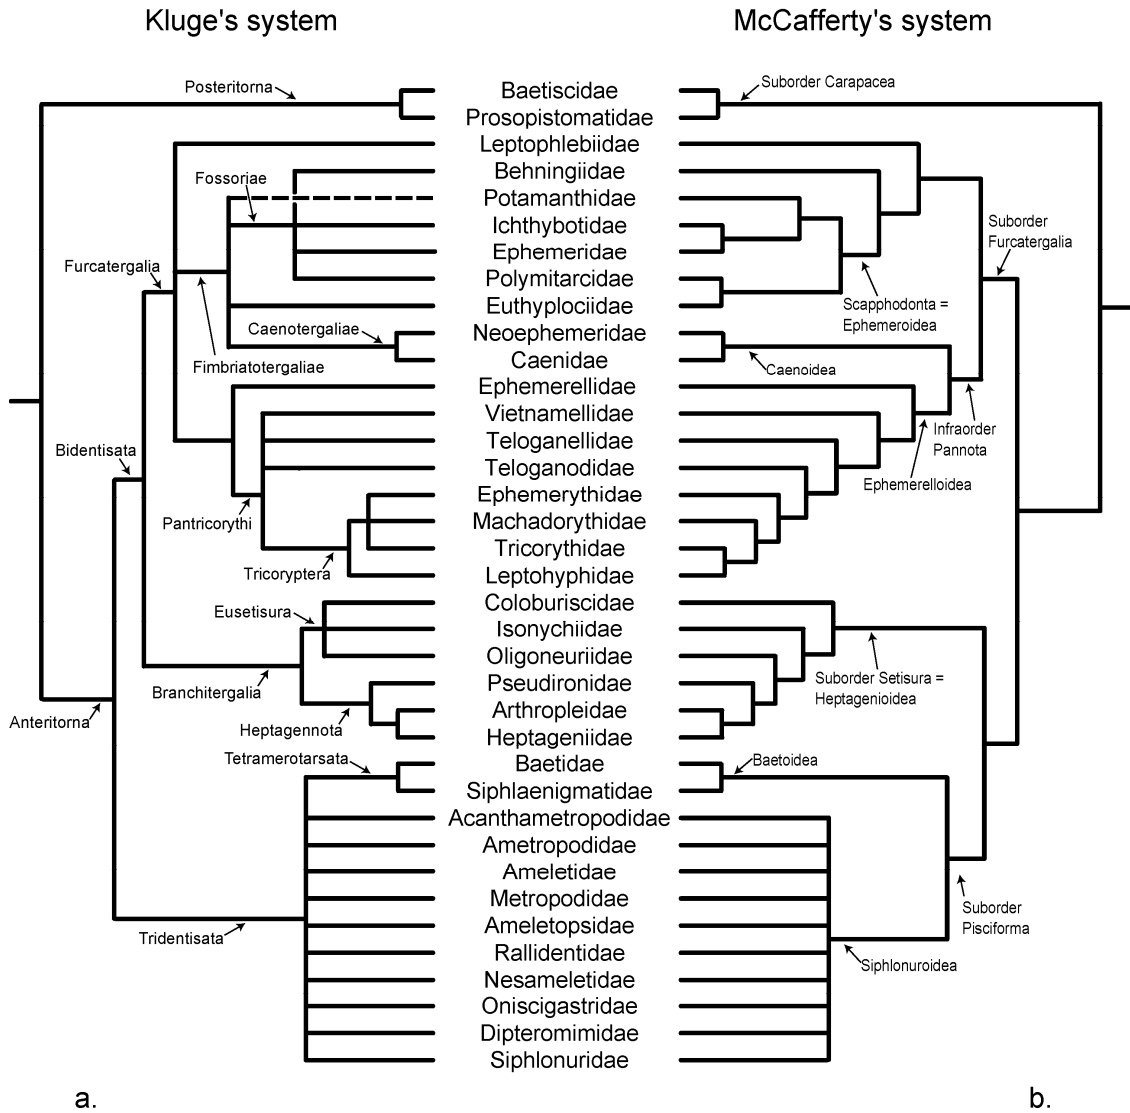 Kluge's system
McCafferty's system
Posteritorna
Baetiscidae
Suborder Carapacea
Prosopistomatidae
Leptophlebiidae
Behningiidae
Fossoriae
Potamanthidae
Ichthybotidae
Suborder
Furcatergalia
Ephemeridae
Furcatergalia
Polymitarcidae
Scapphodonta =
Ephemeroidea
Euthyplociidae
Caenotergaliae
Neoephemeridae
Fimbriatotergaliae
Caenidae
Caenoidea
Ephemerellidae
Vietnamellidae
Infraorder
Pannota
Bidentisata
Teloganellidae
Teloganodidae
Ephemerelloidea
Ephemerythidae
Pantricorythi
Machadorythidae
Tricorythidae
Tricoryptera
Leptohyphidae
Eusetisura
Coloburiscidae
Isonychiidae
Oligoneuriidae
Branchitergalia
Pseudironidae
Suborder Setisura =
Heptagenioidea
Anteritorna
Arthropleidae
Heptagennota
Heptageniidae
Tetramerotarsata
Baetidae
Baetoidea
Siphlaenigmatidae
Acanthametropodidae
Ametropodidae
Ameletidae
Metropodidae
Suborder
Pisciforma
Tridentisata
Ameletopsidae
Rallidentidae
Siphlonuroidea
Nesameletidae
Oniscigastridae
Dipteromimidae
Siphlonuridae
a.
b.